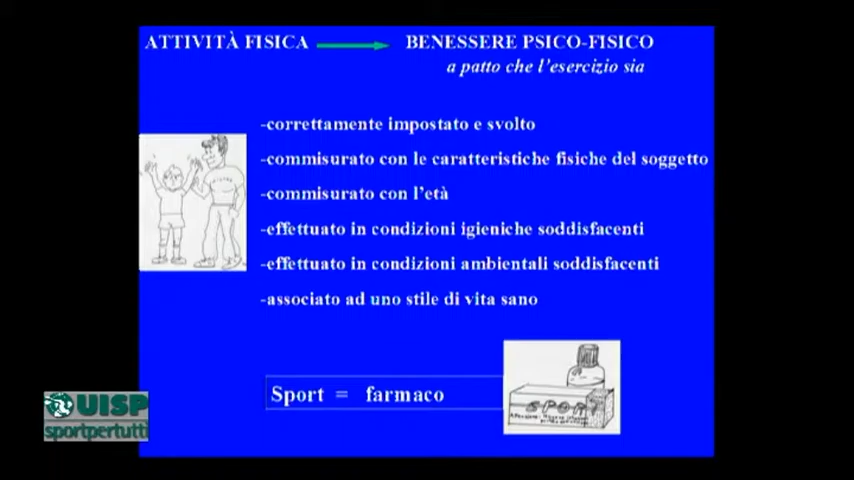 ATTIVITÀ FISICA BENESSERE PSICO-FISICO
a patto che l'esercizio sia
-correttamente impostato e svolto
-commisurato con le caratteristiche fisiche del soggetto
-commisurato con l'età
-effettuato in condizioni igieniche soddisfacenti
-effettuato in condizioni ambientali soddisfacenti
-associato ad uno stile di vita sano
Sport = farmaco
SPORT
UISP
sportpertutti